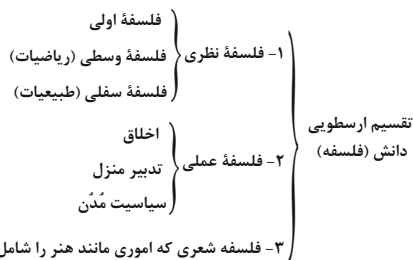 تقسیم ارسطویی
دانش (فلسفه)
۱- فلسفهٔ نظری
فلسفهٔ اولی
فلسفهٔ وسطی (ریاضیات)
فلسفهٔ سفلی (طبیعیات)
۲- فلسفهٔ عملی
اخلاق
تدبیر منزل
سیاسیت مُدُن
۳- فلسفه شعری که اموری مانند هنر را شامل